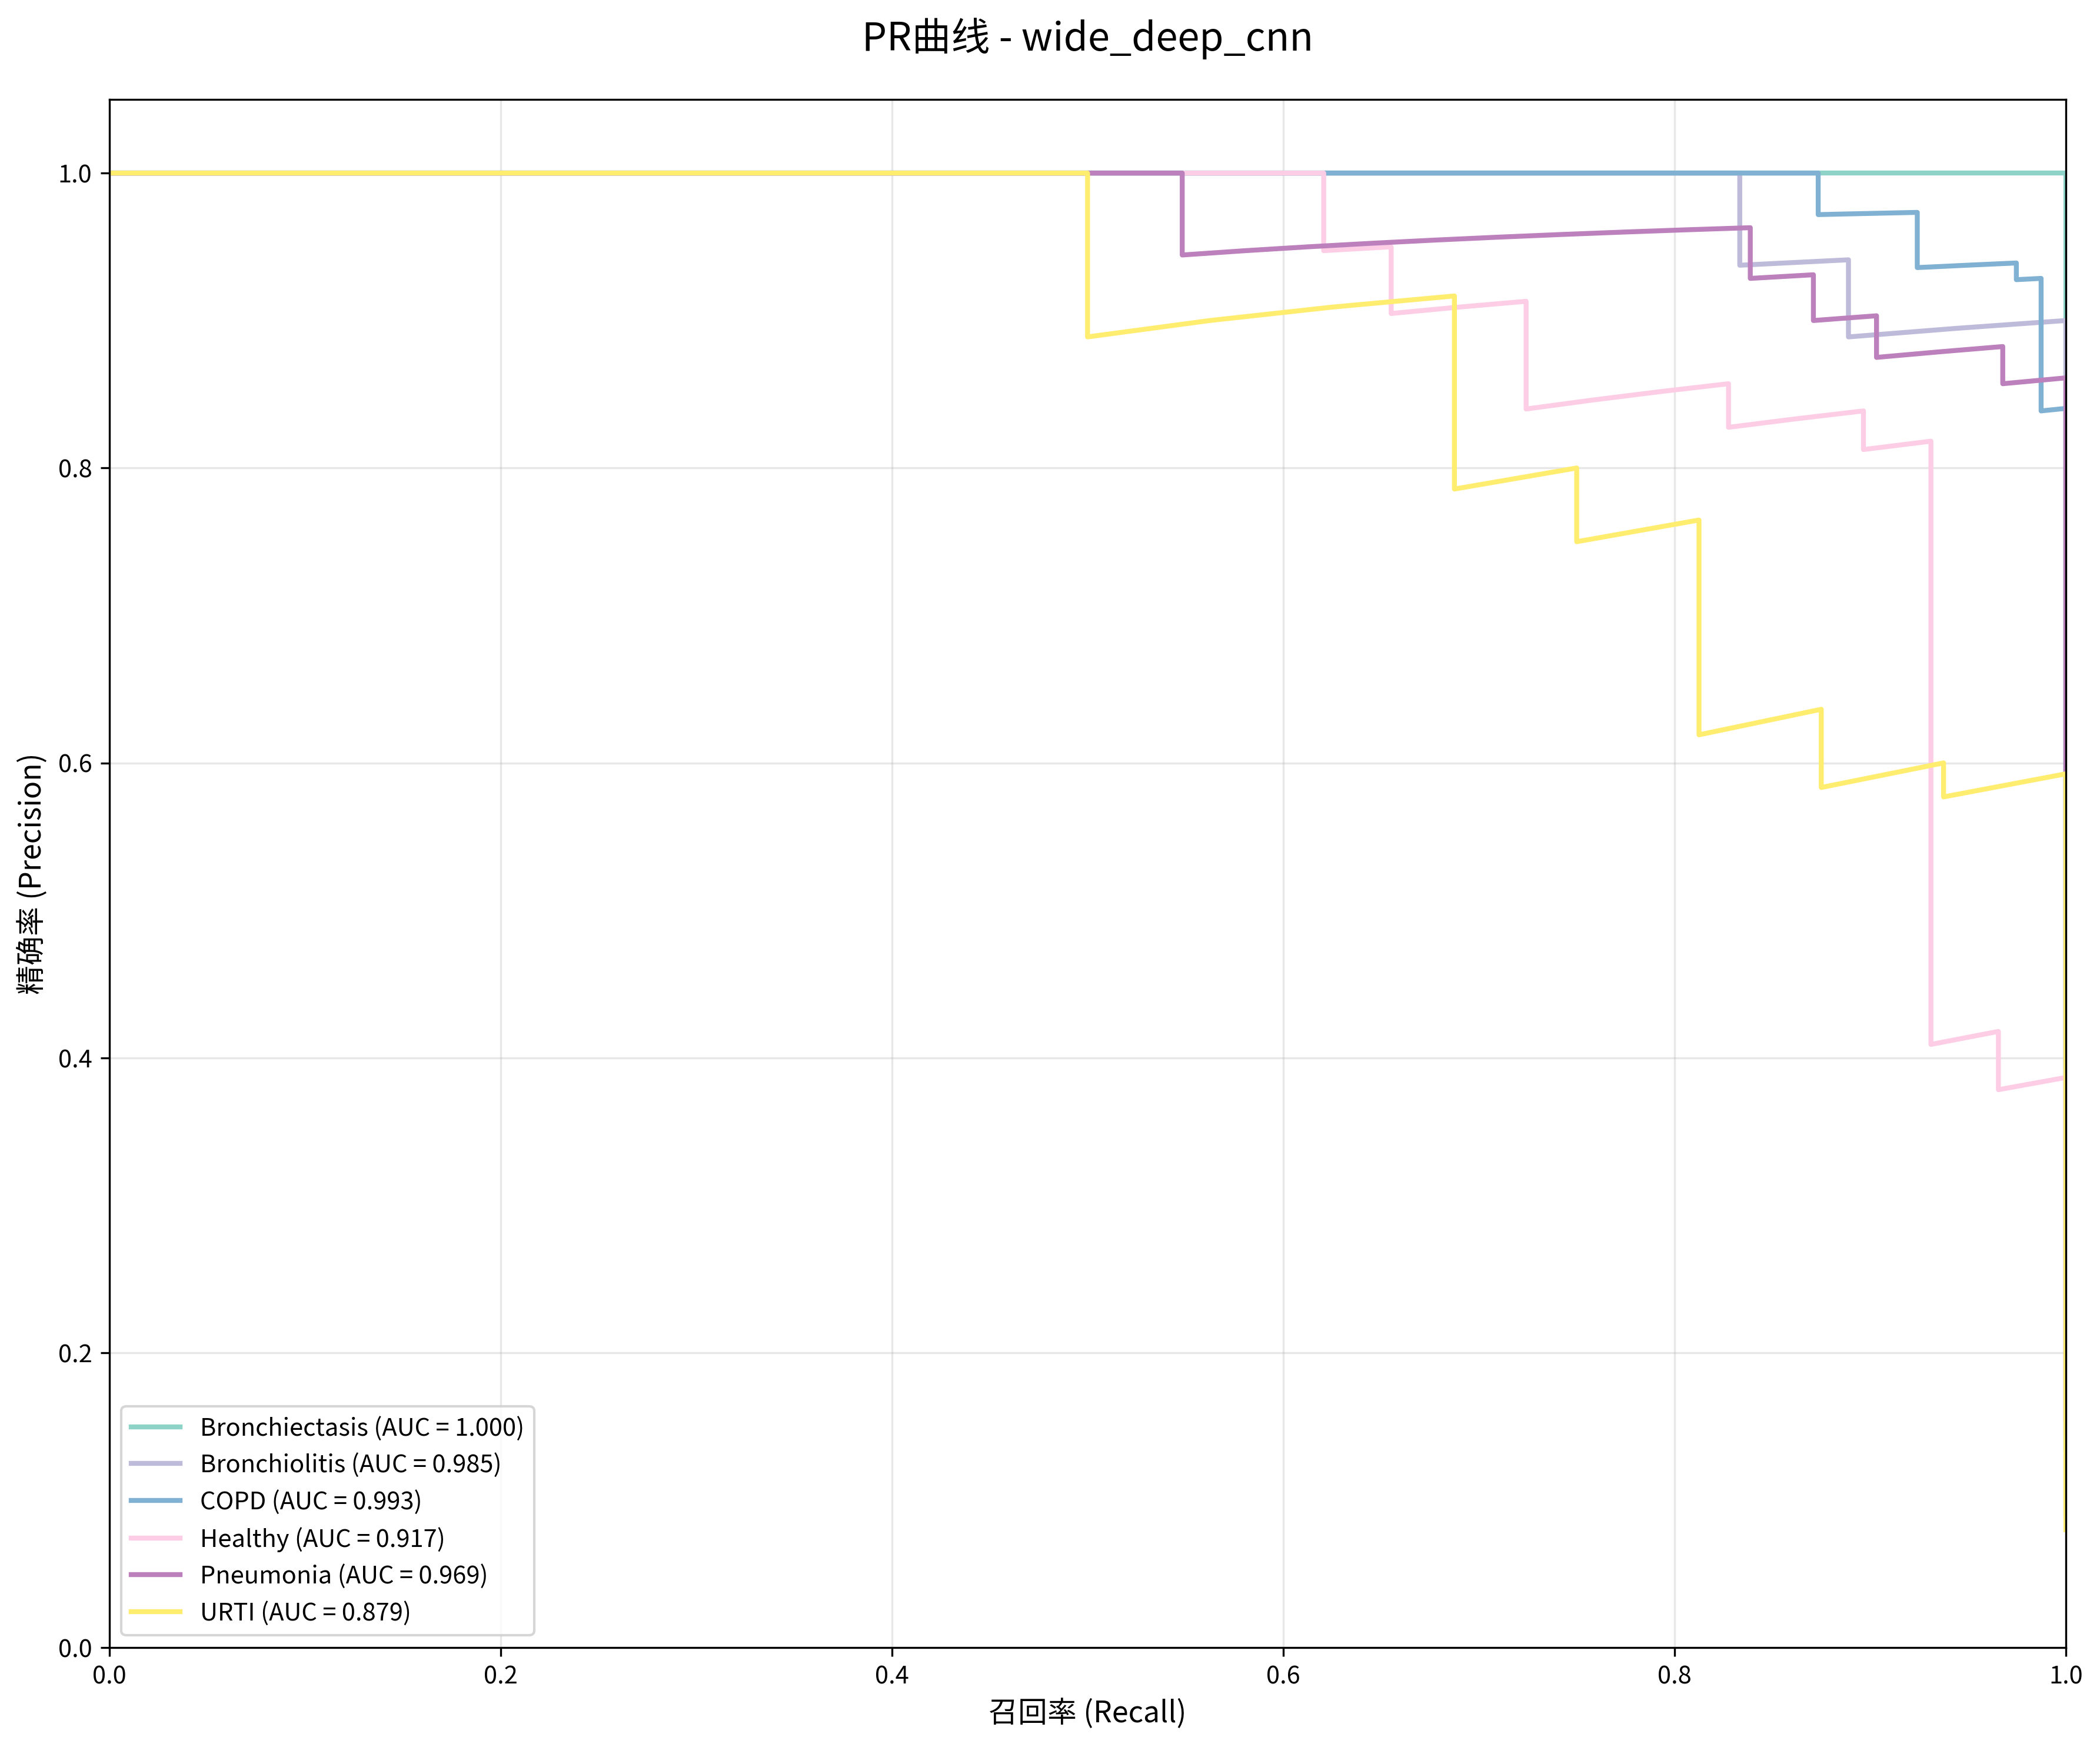 PR曲线 - wide_deep_cnn
精确率 (Precision)
1.0
0.8
0.6
0.4
0.2
0.0
Bronchiectasis (AUC = 1.000)
Bronchiolitis (AUC = 0.985)
COPD (AUC = 0.993)
Healthy (AUC = 0.917)
Pneumonia (AUC = 0.969)
URTI (AUC = 0.879)
0.0 0.2 0.4 0.6 0.8 1.0
召回率 (Recall)